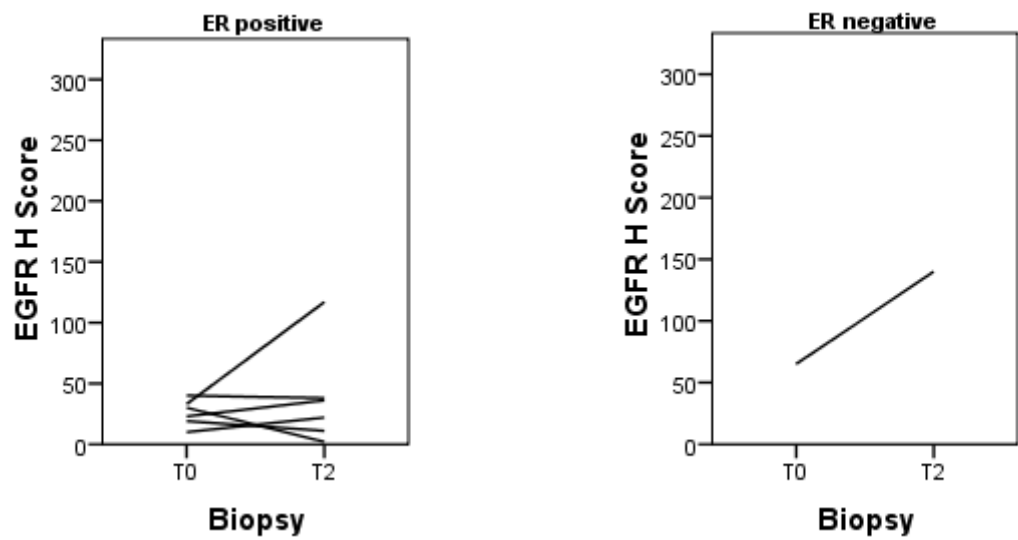 ER positive
EGFR H Score
300
250
200
150
100
50
0
T0 T2
Biopsy
ER negative
EGFR H Score
300
250
200
150
100
50
0
T0 T2
Biopsy